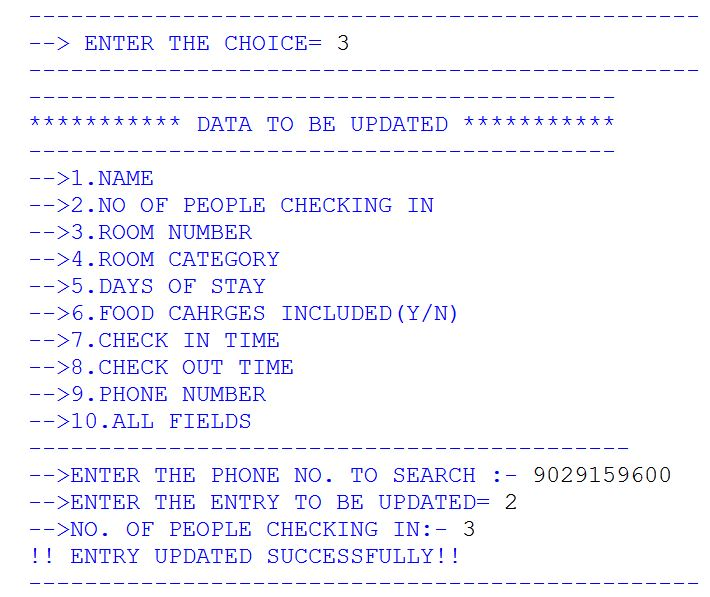 ------------------------------------------------
--> ENTER THE CHOICE= 3
------------------------------------------------
------------------------------------------
*********** DATA TO BE UPDATED ***********
------------------------------------------
-->1.NAME
-->2.NO OF PEOPLE CHECKING IN
-->3.ROOM NUMBER
-->4.ROOM CATEGORY
-->5.DAYS OF STAY
-->6.FOOD CAHRGES INCLUDED(Y/N)
-->7.CHECK IN TIME
-->8.CHECK OUT TIME
-->9.PHONE NUMBER
-->10.ALL FIELDS
-------------------------------------------
-->ENTER THE PHONE NO. TO SEARCH :- 9029159600
-->ENTER THE ENTRY TO BE UPDATED= 2
-->NO. OF PEOPLE CHECKING IN:- 3
!! ENTRY UPDATED SUCCESSFULLY!!
------------------------------------------------